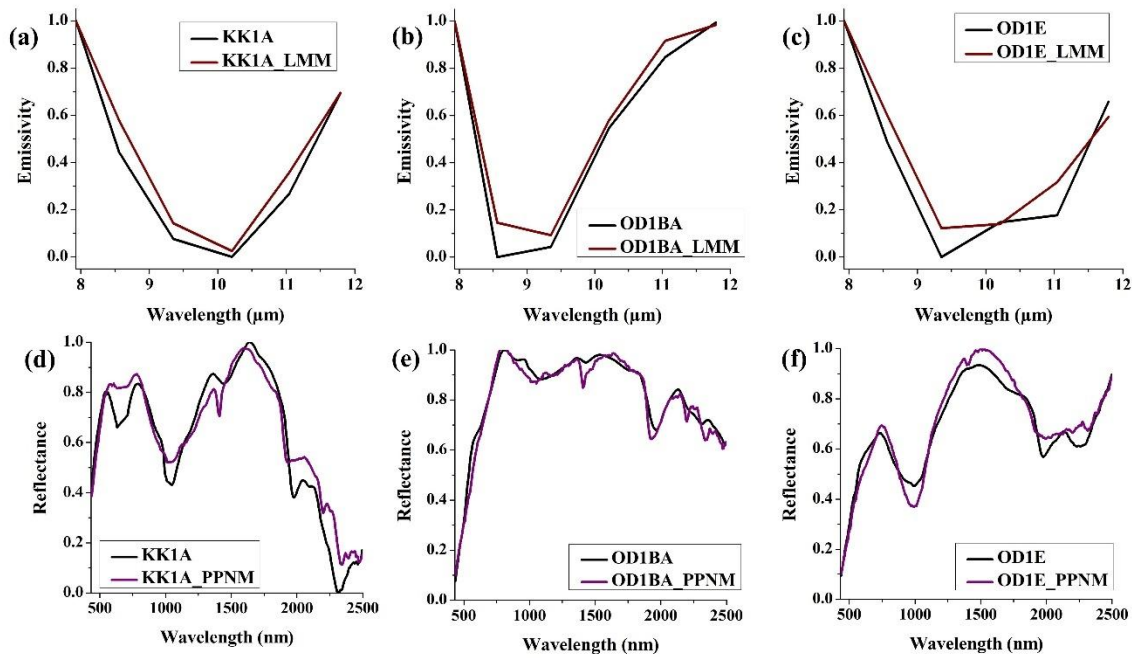 (a)
KK1A
KK1A_LMM
Emissivity
1.0
0.8
0.6
0.4
0.2
0.0
8 9 10 11 12
Wavelength (µm)
(b)
OD1BA
OD1BA_LMM
Emissivity
1.0
0.8
0.6
0.4
0.2
0.0
8 9 10 11 12
Wavelength (µm)
(c)
OD1E
OD1E_LMM
Emissivity
1.0
0.8
0.6
0.4
0.2
0.0
8 9 10 11 12
Wavelength (µm)
(d)
KK1A
KK1A_PPNM
Reflectance
1.0
0.8
0.6
0.4
0.2
0.0
500 1000 1500 2000 2500
Wavelength (nm)
(e)
OD1BA
OD1BA_PPNM
Reflectance
1.0
0.8
0.6
0.4
0.2
0.0
500 1000 1500 2000 2500
Wavelength (nm)
(f)
OD1E
OD1E_PPNM
Reflectance
1.0
0.8
0.6
0.4
0.2
0.0
500 1000 1500 2000 2500
Wavelength (nm)